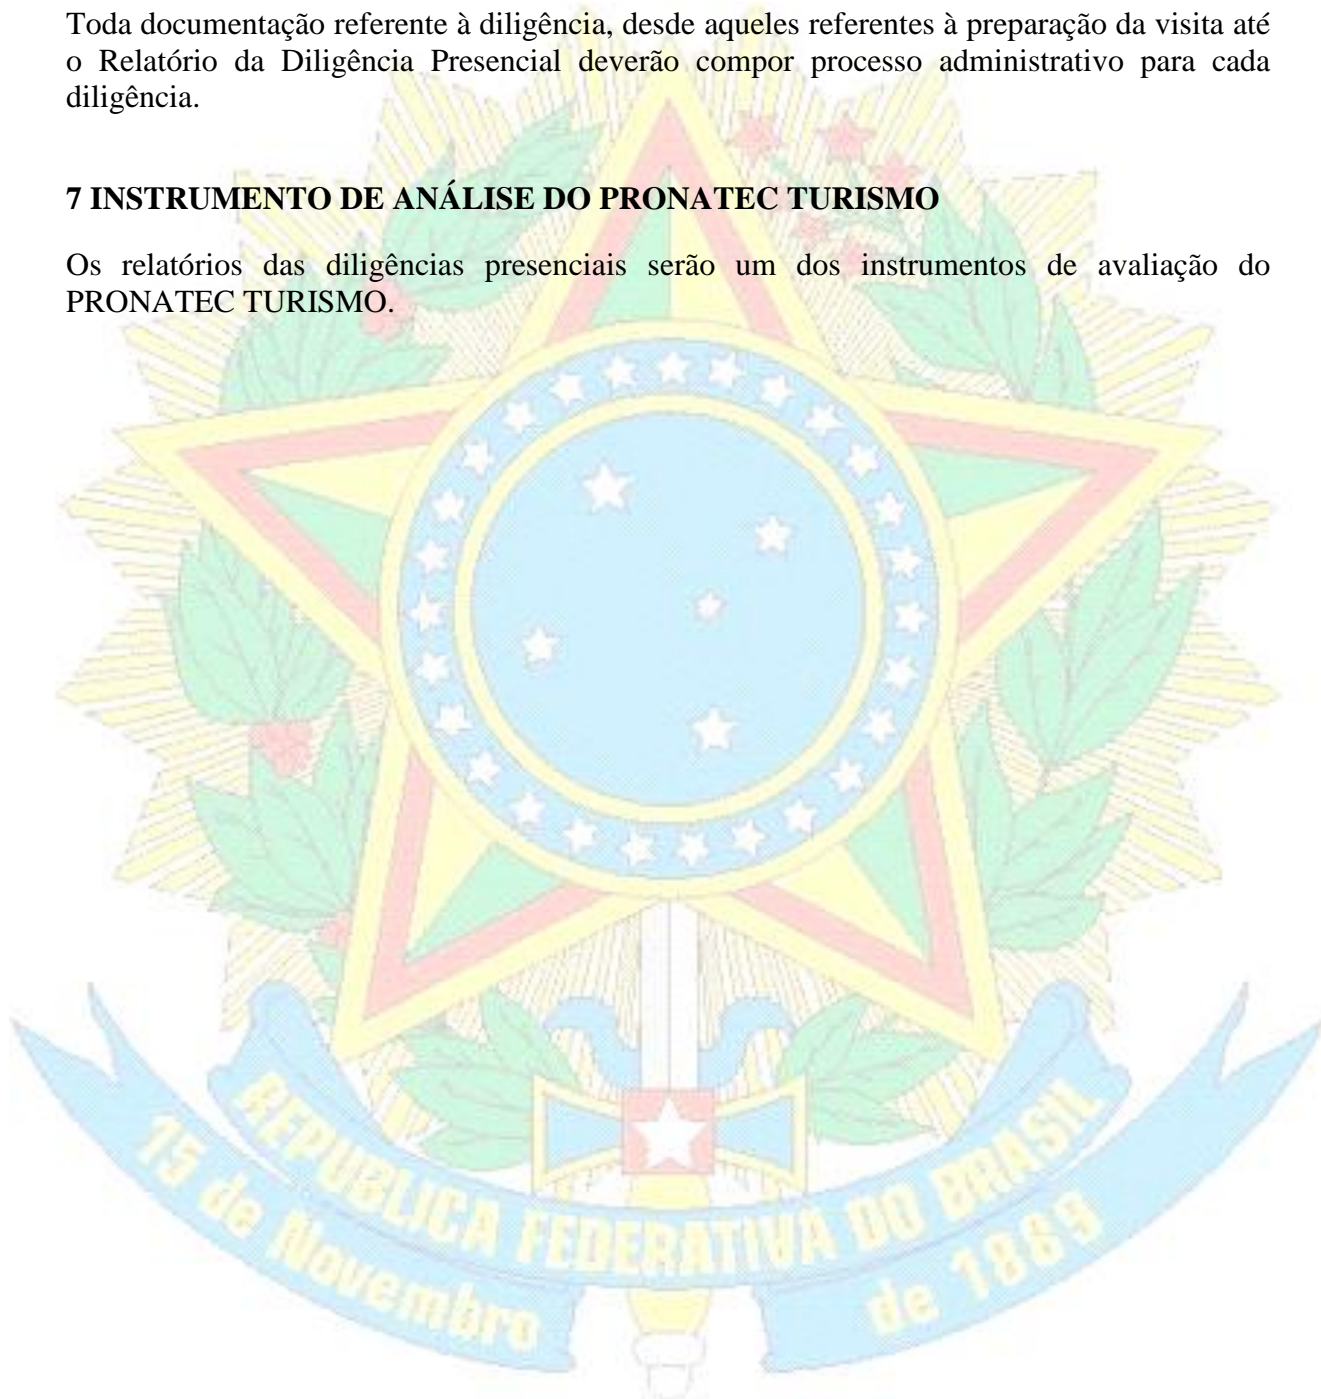 Toda documentação referente à diligência, desde aqueles referentes à preparação da visita até
o Relatório da Diligência Presencial deverão compor processo administrativo para cada
diligência.
7 INSTRUMENTO DE ANÁLISE DO PRONATEC TURISMO
Os relatórios das diligências presenciais serão um dos instrumentos de avaliação do
PRONATEC TURISMO.
REPUBLICA FEDERATIVA DO BRASIL
15 de Novembro
de 1889